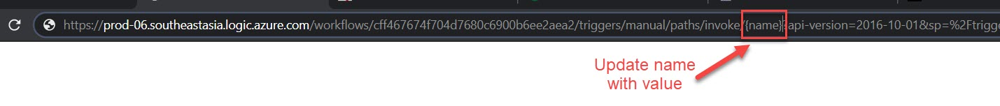 https://prod-06.southeastasia.logic.azure.com/workflows/cff467674f704d7680c6900b6ee2aea2/triggers/manual/paths/invoke/{name}?api-version=2016-10-01&sp=%2Ftrigge
Update name
with value